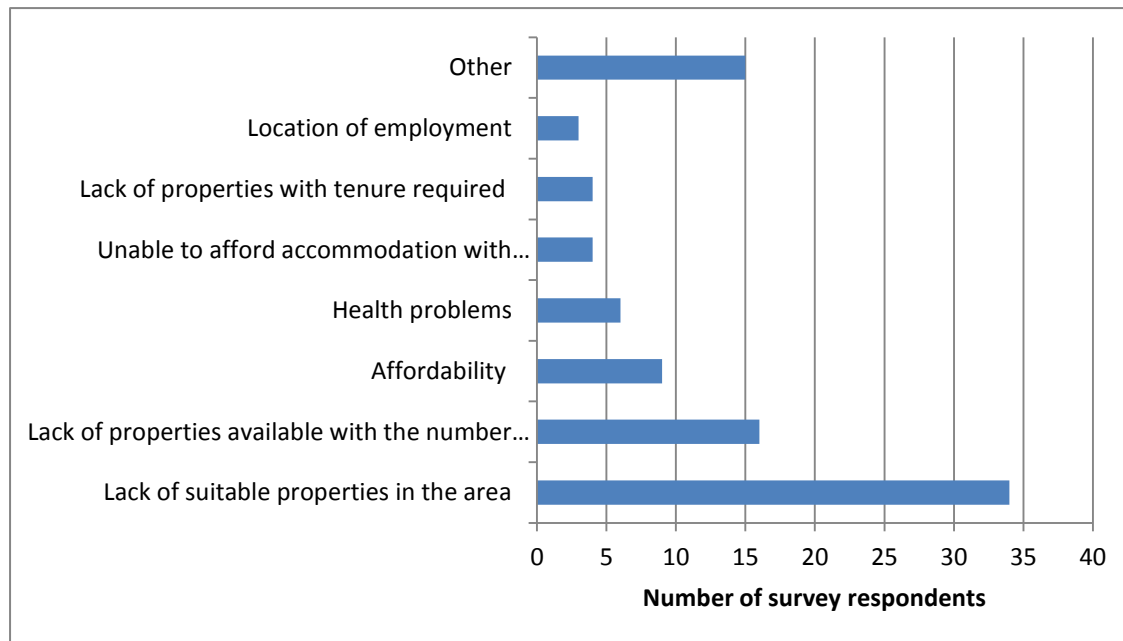 Other
Location of employment
Lack of properties with tenure required
Unable to afford accommodation with…
Health problems
Affordability
Lack of properties available with the number…
Lack of suitable properties in the area
0 5 10 15 20 25 30 35 40
Number of survey respondents